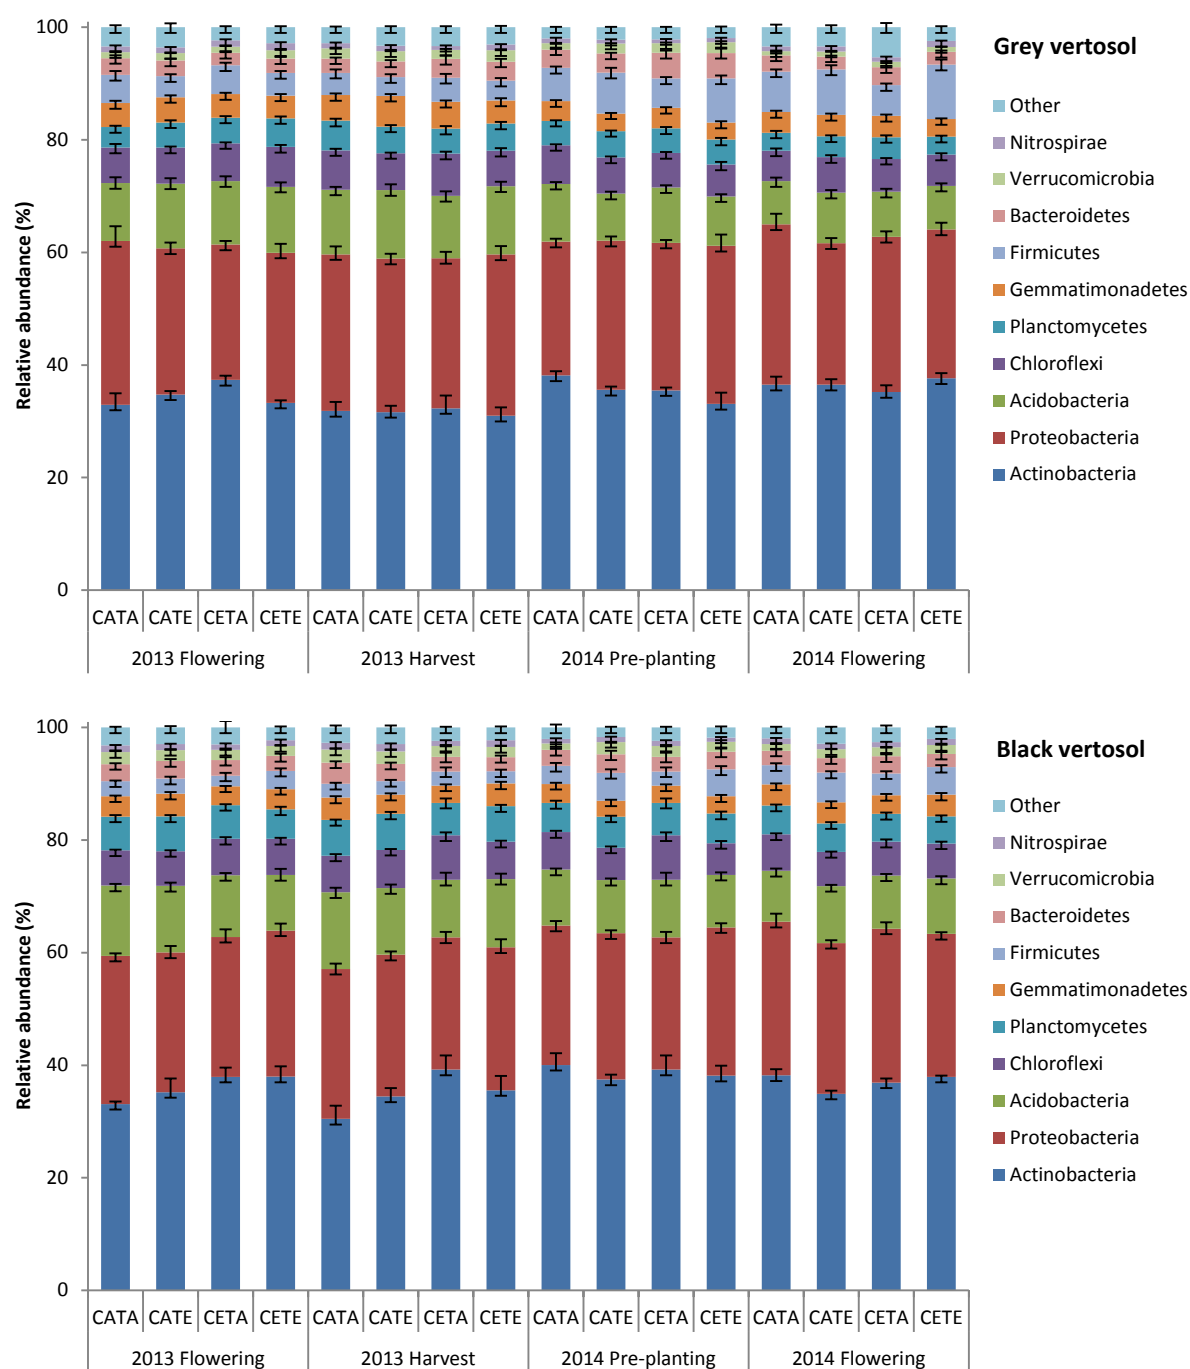 Grey vertosol
Relative abundance (%)
100
80
60
40
20
0
Other
Nitrospirae
Verrucomicrobia
Bacteroidetes
Firmicutes
Gemmatimonadetes
Planctomycetes
Chloroflexi
Acidobacteria
Proteobacteria
Actinobacteria
CATA CATE CETA CETE CATA CATE CETA CETE CATA CATE CETA CETE CATA CATE CETA CETE
2013 Flowering 2013 Harvest 2014 Pre-planting 2014 Flowering
Black vertosol
Relative abundance (%)
100
80
60
40
20
0
Other
Nitrospirae
Verrucomicrobia
Bacteroidetes
Firmicutes
Gemmatimonadetes
Planctomycetes
Chloroflexi
Acidobacteria
Proteobacteria
Actinobacteria
CATA CATE CETA CETE CATA CATE CETA CETE CATA CATE CETA CETE CATA CATE CETA CETE
2013 Flowering 2013 Harvest 2014 Pre-planting 2014 Flowering